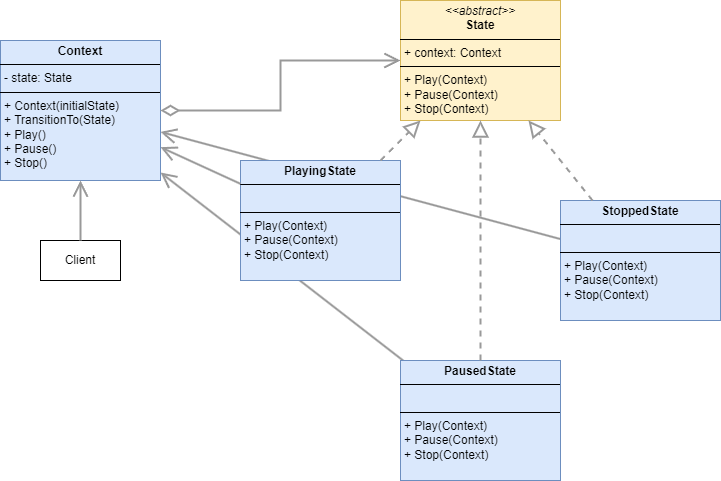 <<abstract>>
State
+ context: Context
+ Play(Context)
+ Pause(Context)
+ Stop(Context)
Context
- state: State
+ Context(initialState)
+ TransitionTo(State)
+ Play()
+ Pause()
+ Stop()
PlayingState
+ Play(Context)
+ Pause(Context)
+ Stop(Context)
StoppedState
+ Play(Context)
+ Pause(Context)
+ Stop(Context)
Client
PausedState
+ Play(Context)
+ Pause(Context)
+ Stop(Context)